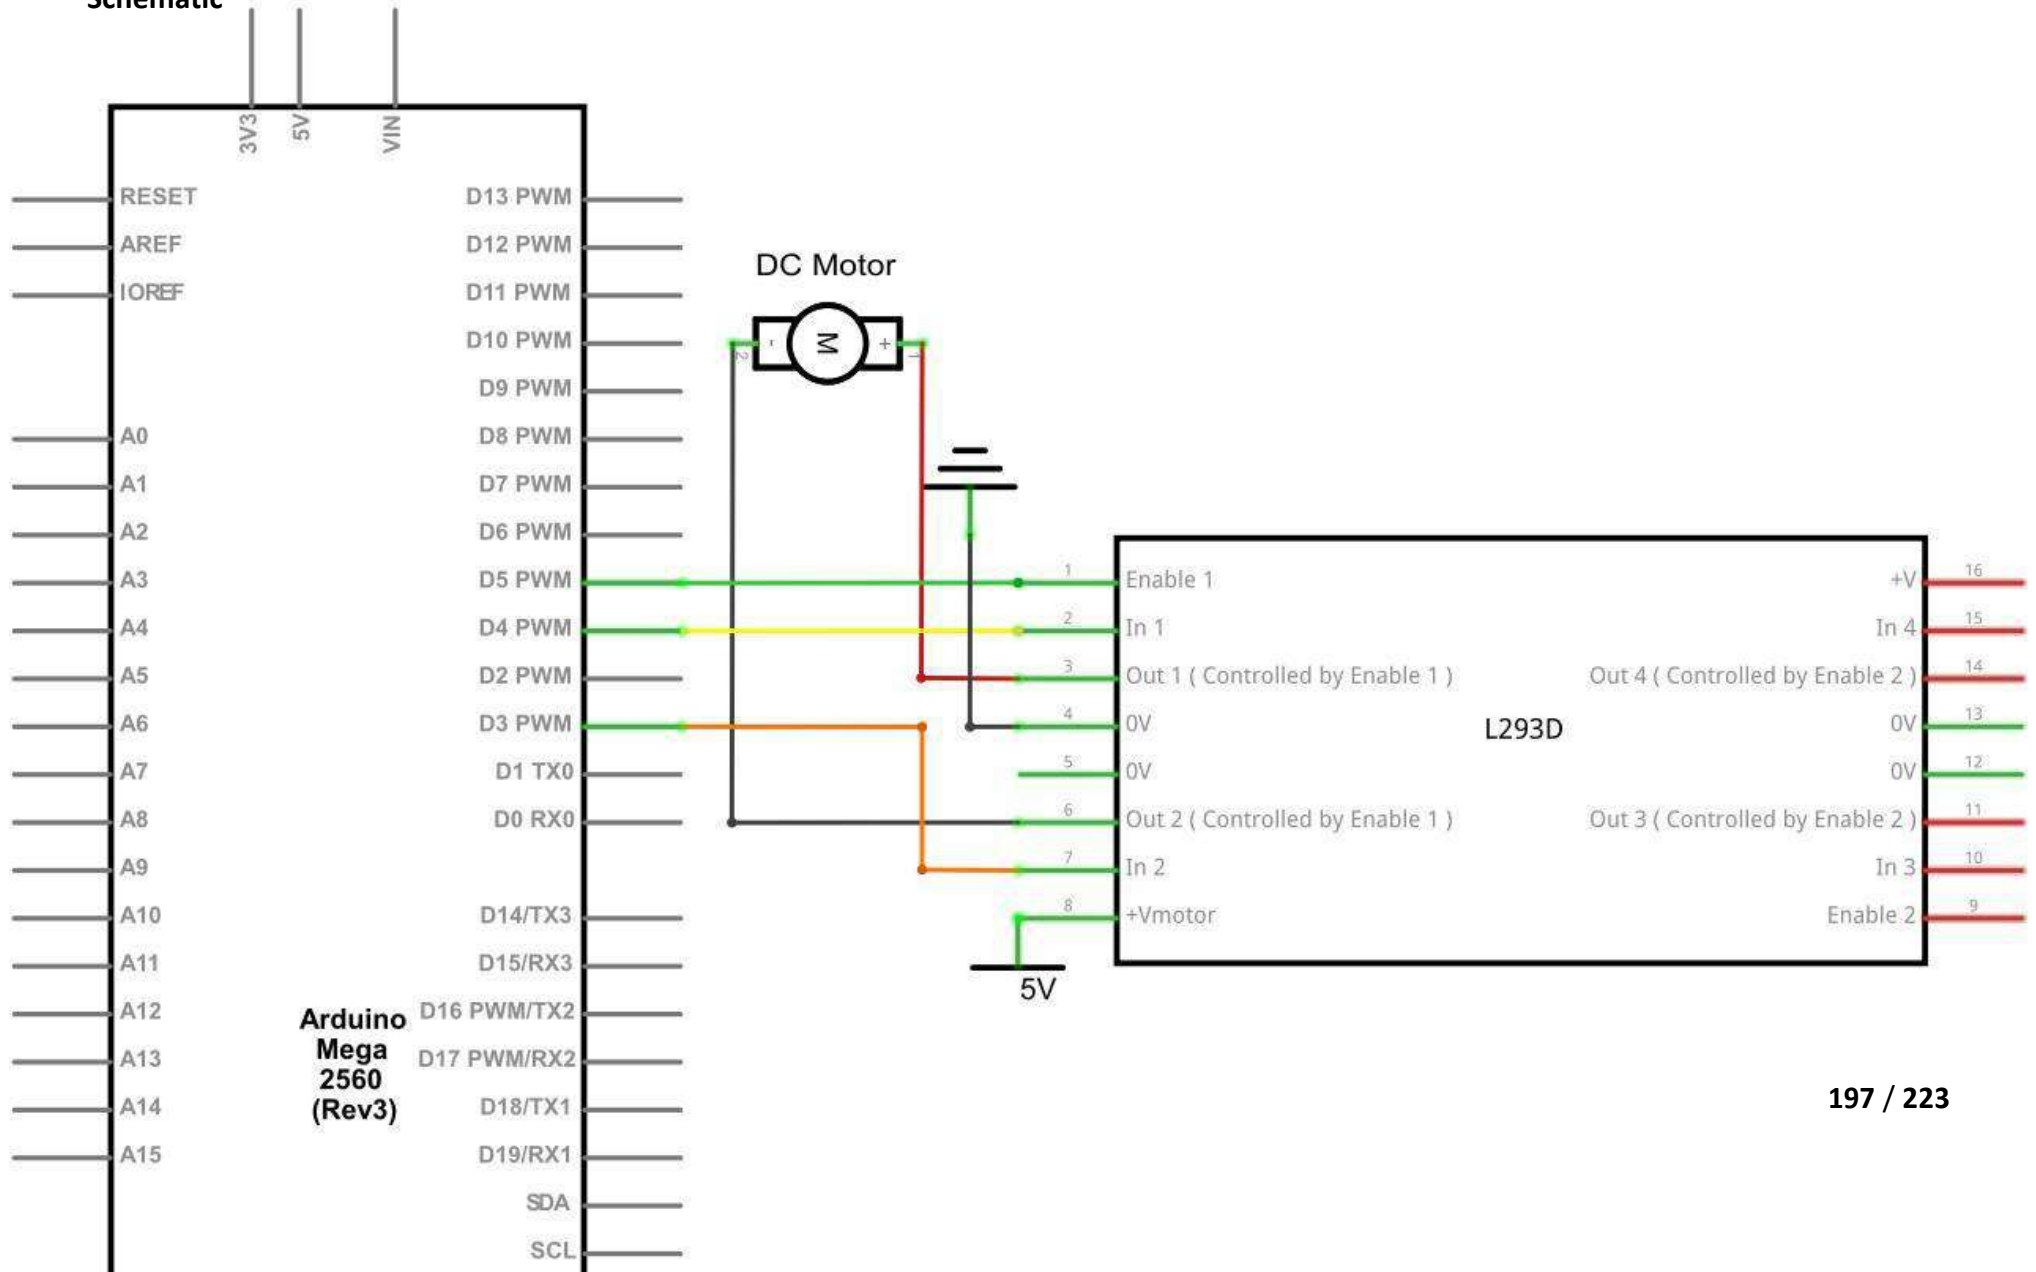 Schematic
3V3
5V
VIN
RESET
AREF
IOREF
A0
A1
A2
A3
A4
A5
A6
A7
A8
A9
A10
A11
A12
A13
A14
A15
D13 PWM
D12 PWM
D11 PWM
D10 PWM
D9 PWM
D8 PWM
D7 PWM
D6 PWM
D5 PWM
D4 PWM
D2 PWM
D3 PWM
D1 TX0
D0 RX0
D14/TX3
D15/RX3
D16 PWM/TX2
D17 PWM/RX2
D18/TX1
D19/RX1
SDA
SCL
Arduino
Mega
2560
(Rev3)
DC Motor
2
-
M
+
1
1 Enable 1
2 In 1
3 Out 1 ( Controlled by Enable 1 )
4 0V
5 0V
6 Out 2 ( Controlled by Enable 1 )
7 In 2
8 +Vmotor
5V
L293D
+V 16
In 4 15
Out 4 ( Controlled by Enable 2 ) 14
0V 13
0V 12
Out 3 ( Controlled by Enable 2 ) 11
In 3 10
Enable 2 9
197 / 223